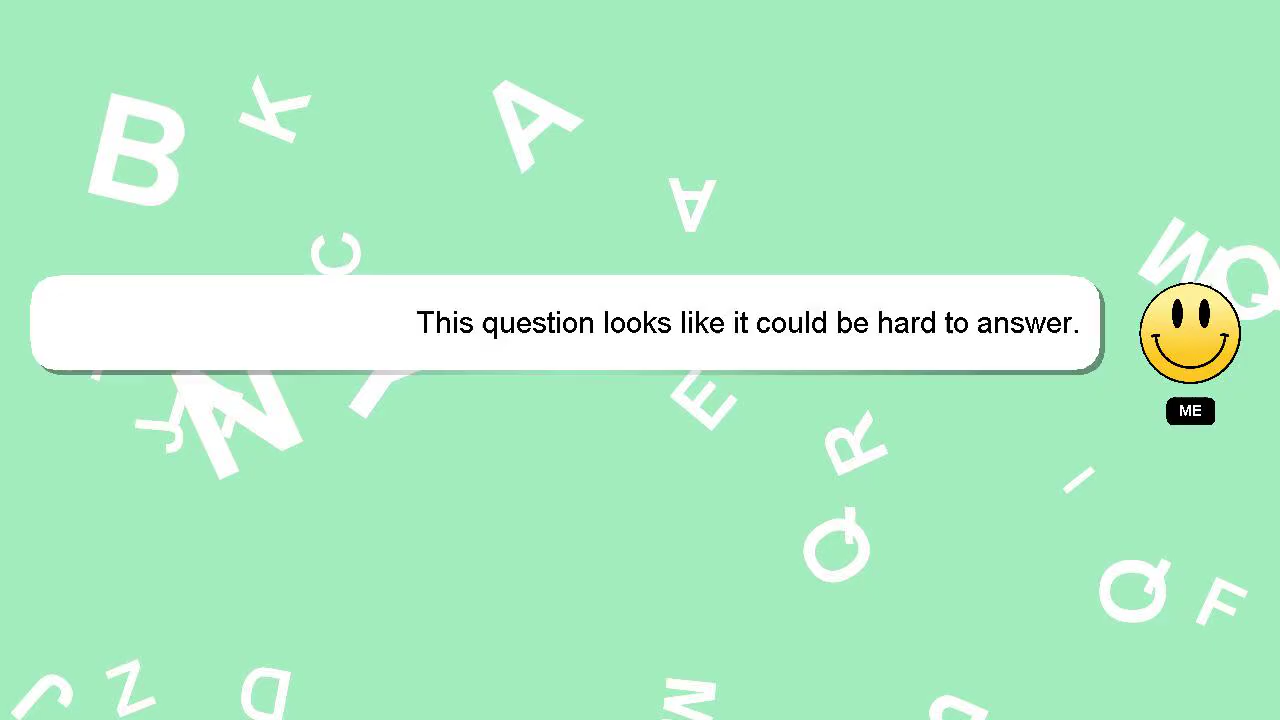 B
K
A
A
C
M
Q
This question looks like it could be hard to answer.
ME
J
A
N
Y
E
R
I
Q
Q
F
J
Z
D
M